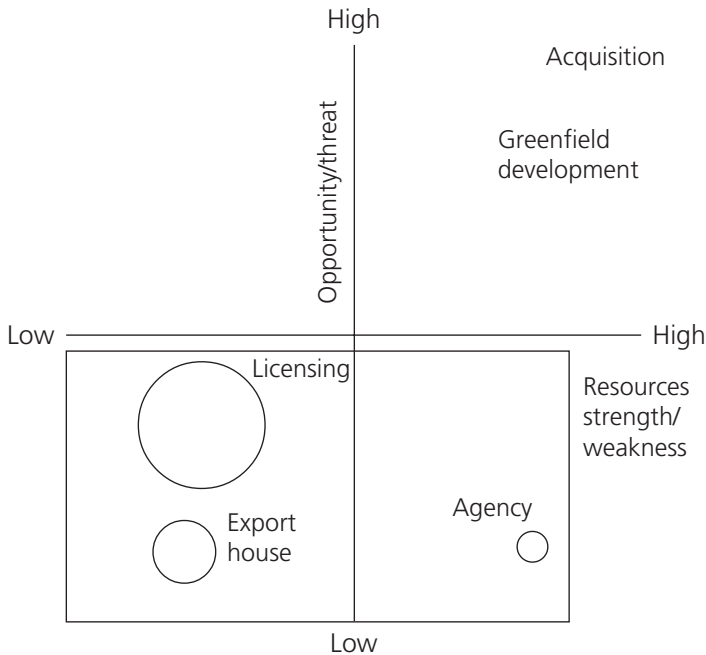 High
Acquisition
Opportunity/threat
Greenfield
development
Low
High
Licensing
Resources
strength/
weakness
Agency
Export
house
Low